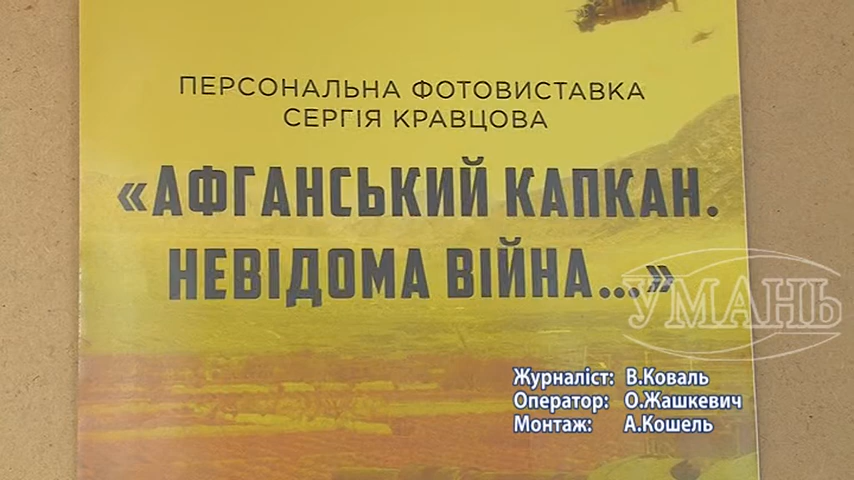 ПЕРСОНАЛЬНА ФОТОВИСТАВКА
СЕРГІЯ КРАВЦОВА
«АФГАНСЬКИЙ КАПКАН.
НЕВІДОМА ВІЙНА...»
УМАНЬ
Журналіст: В.Коваль
Оператор: О.Жашкевич
Монтаж: А.Кошель